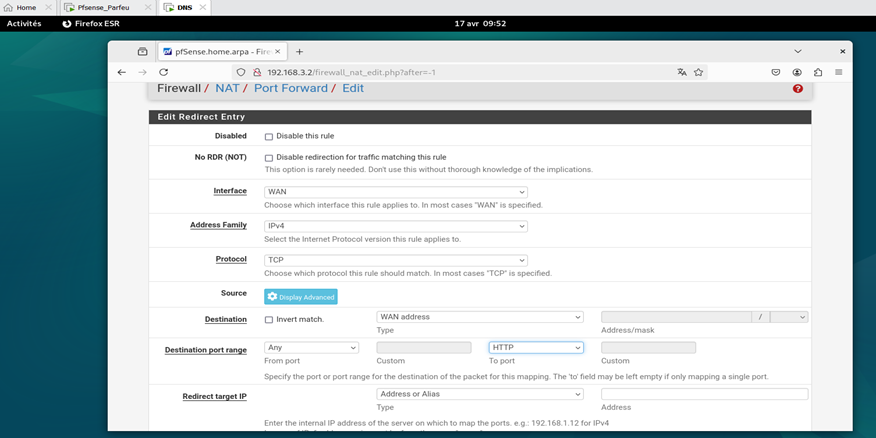 Home × Pfsense_Parfeu × DNS ×
Activités Firefox ESR 17 avr 09:52
pfSense.home.arpa - Fire × +
192.168.3.2/firewall_nat_edit.php?after=-1
Firewall / NAT / Port Forward / Edit
Edit Redirect Entry
Disabled Disable this rule
No RDR (NOT) Disable redirection for traffic matching this rule
This option is rarely needed. Don't use this without thorough knowledge of the implications.
Interface WAN
Choose which interface this rule applies to. In most cases "WAN" is specified.
Address Family IPv4
Select the Internet Protocol version this rule applies to.
Protocol TCP
Choose which protocol this rule should match. In most cases "TCP" is specified.
Source Display Advanced
Destination Invert match. WAN address /
Type Address/mask
Destination port range Any HTTP
From port Custom To port Custom
Specify the port or port range for the destination of the packet for this mapping. The 'to' field may be left empty if only mapping a single port.
Redirect target IP Address or Alias
Type Address
Enter the internal IP address of the server on which to map the ports. e.g.: 192.168.1.12 for IPv4